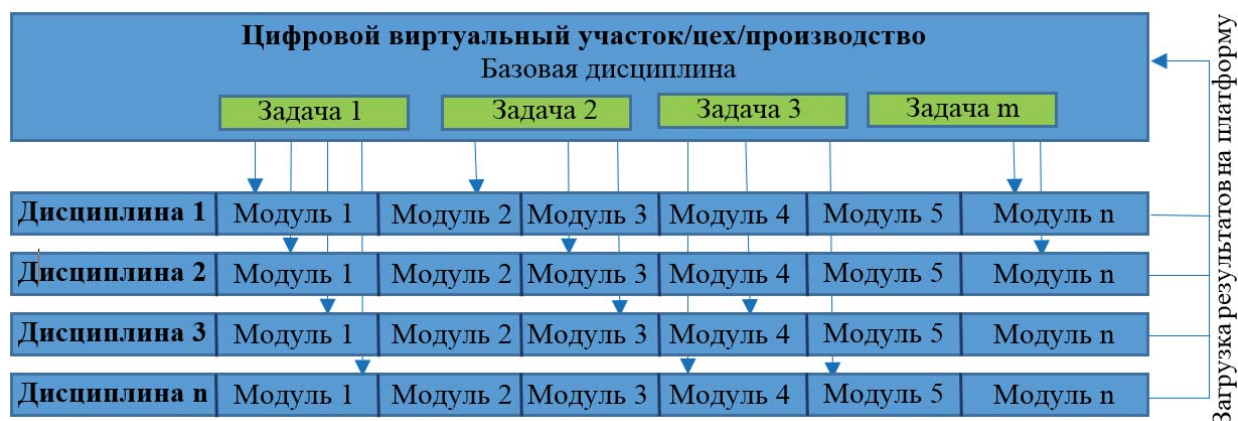 Цифровой виртуальный участок/цех/производство
Базовая дисциплина
Задача 1 Задача 2 Задача 3 Задача m
Дисциплина 1 Модуль 1 Модуль 2 Модуль 3 Модуль 4 Модуль 5 Модуль n
Дисциплина 2 Модуль 1 Модуль 2 Модуль 3 Модуль 4 Модуль 5 Модуль n
Дисциплина 3 Модуль 1 Модуль 2 Модуль 3 Модуль 4 Модуль 5 Модуль n
Дисциплина n Модуль 1 Модуль 2 Модуль 3 Модуль 4 Модуль 5 Модуль n
Загрузка результатов на платформу